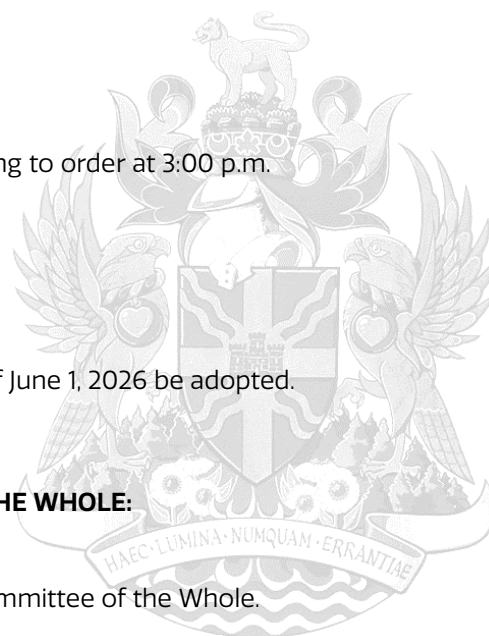 ng to order at 3:00 p.m.
f June 1, 2026 be adopted.
HE WHOLE:
HAEC·LUMINA·NUMQUAM·ERRANTIAE
mmittee of the Whole.